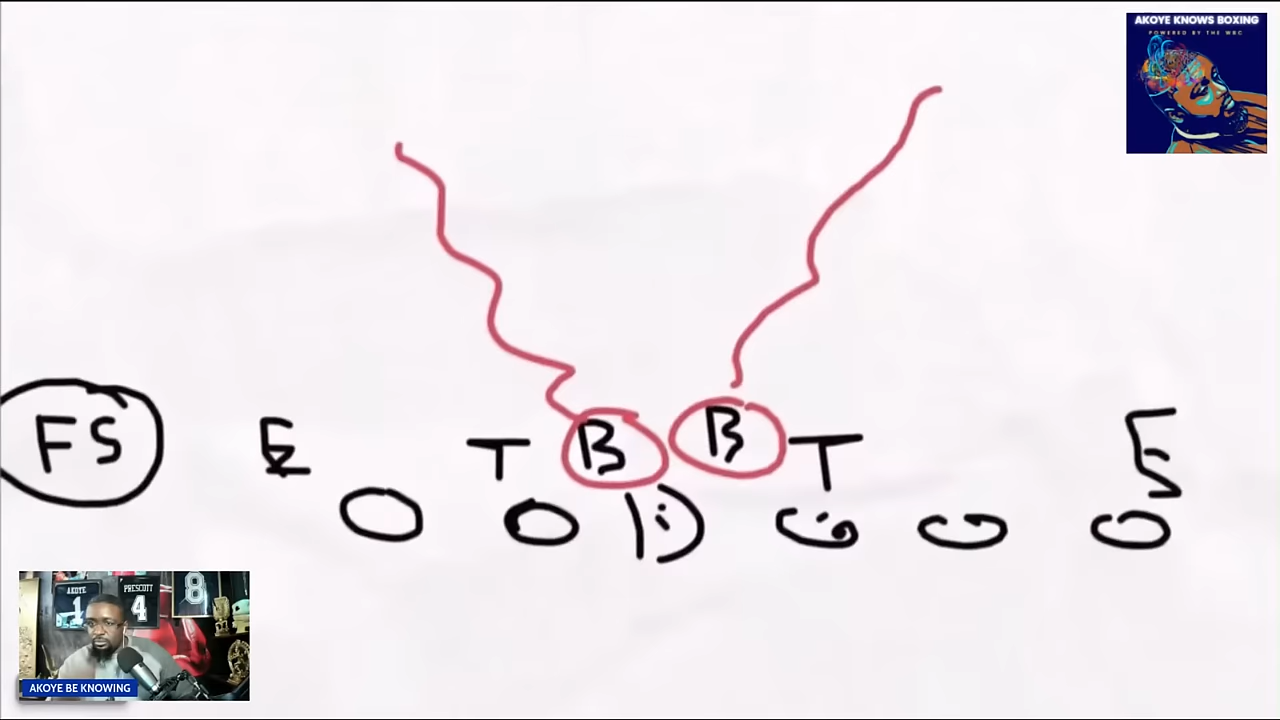 AKOYE KNOWS BOXING
POWERED BY THE WBC
FS E T B B T E
AKOYE
1
PRESCOTT
4
8
AKOYE BE KNOWING